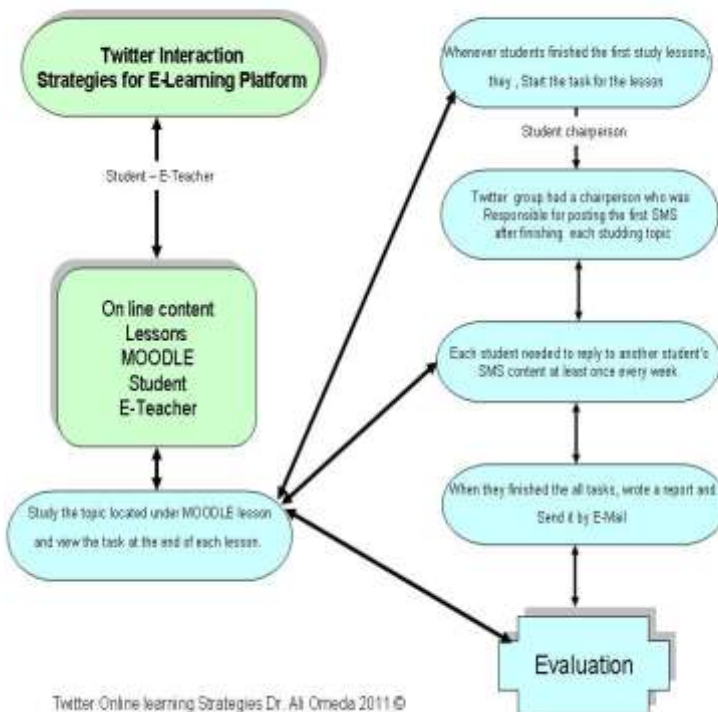 Twitter Interaction
Strategies for E-Learning Platform
Student – E-Teacher
On line content
Lessons
MOODLE
Student
E-Teacher
Study the topic located under MOODLE lesson
and view the task at the end of each lesson.
Whenever students finished the first study lessons,
they , Start the task for the lesson
Student chairperson
Twitter group had a chairperson who was
Responsible for posting the first SMS
after finishing each studding topic
Each student needed to reply to another student's
SMS content at least once every week
When they finished the all tasks, wrote a report and
Send it by E-Mail
Evaluation
Twitter Online learning Strategies Dr. Ali Omeda 2011 ©